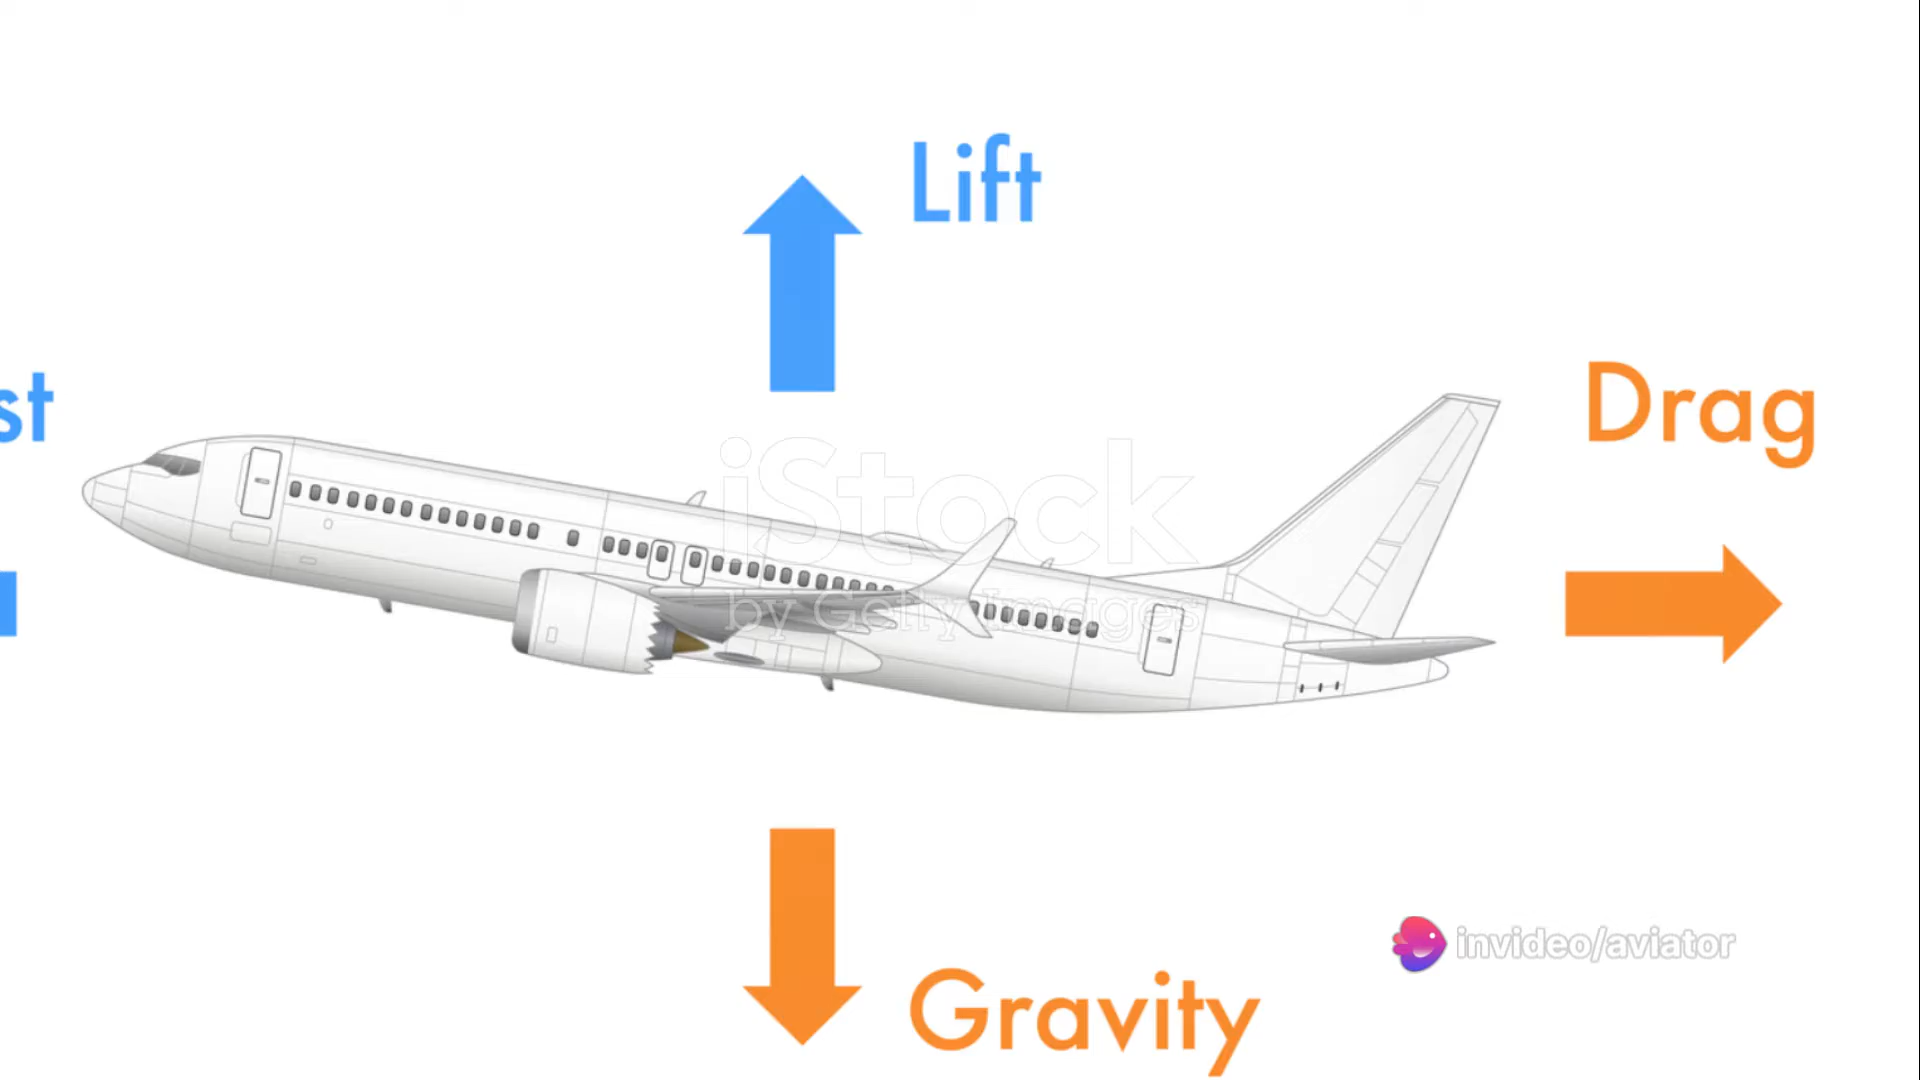 Lift
st
Drag
iStock
by Getty Images
invideo/aviator
Gravity